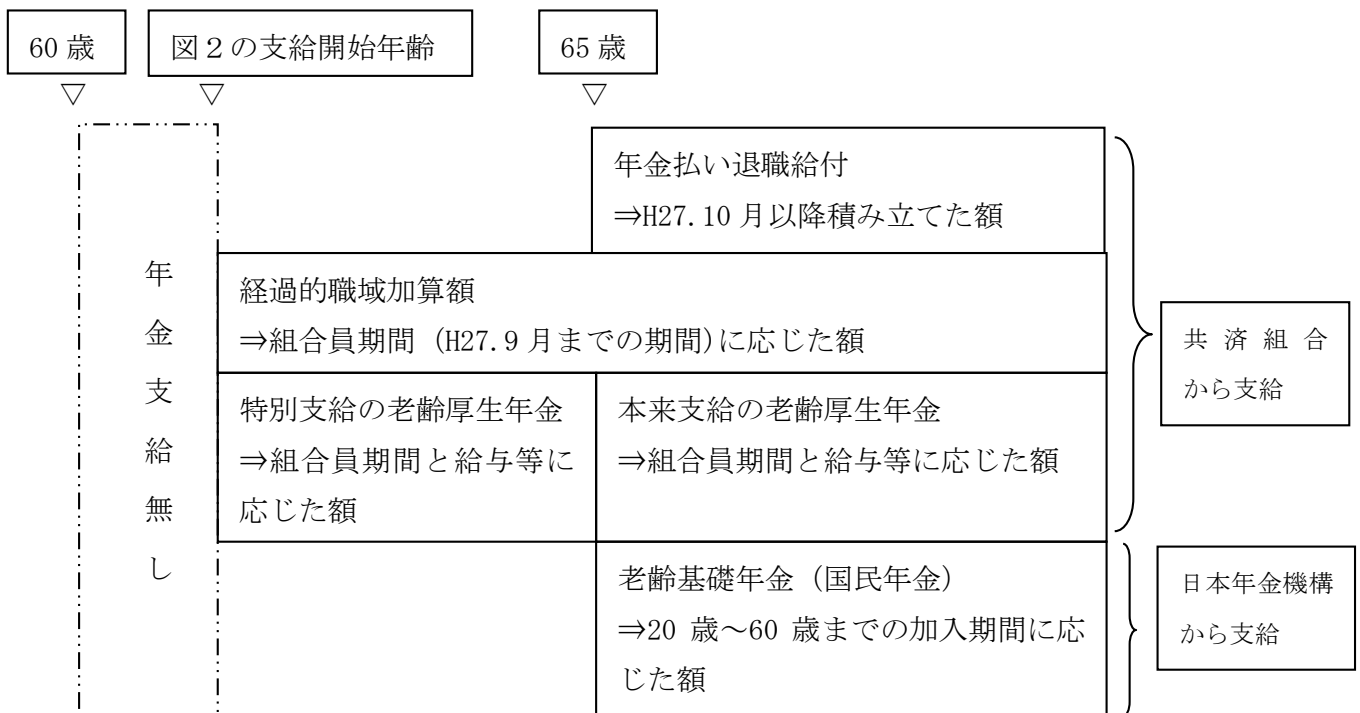 60 歳
図２の支給開始年齢
65 歳
▽
▽
▽
年金支給無し
年金払い退職給付
⇒H27.10 月以降積み立てた額
経過的職域加算額
⇒組合員期間 (H27.9 月までの期間)に応じた額
特別支給の老齢厚生年金
⇒組合員期間と給与等に
応じた額
本来支給の老齢厚生年金
⇒組合員期間と給与等に応じた額
老齢基礎年金（国民年金）
⇒20 歳～60 歳までの加入期間に応
じた額
共 済 組 合
から支給
日本年金機構
から支給